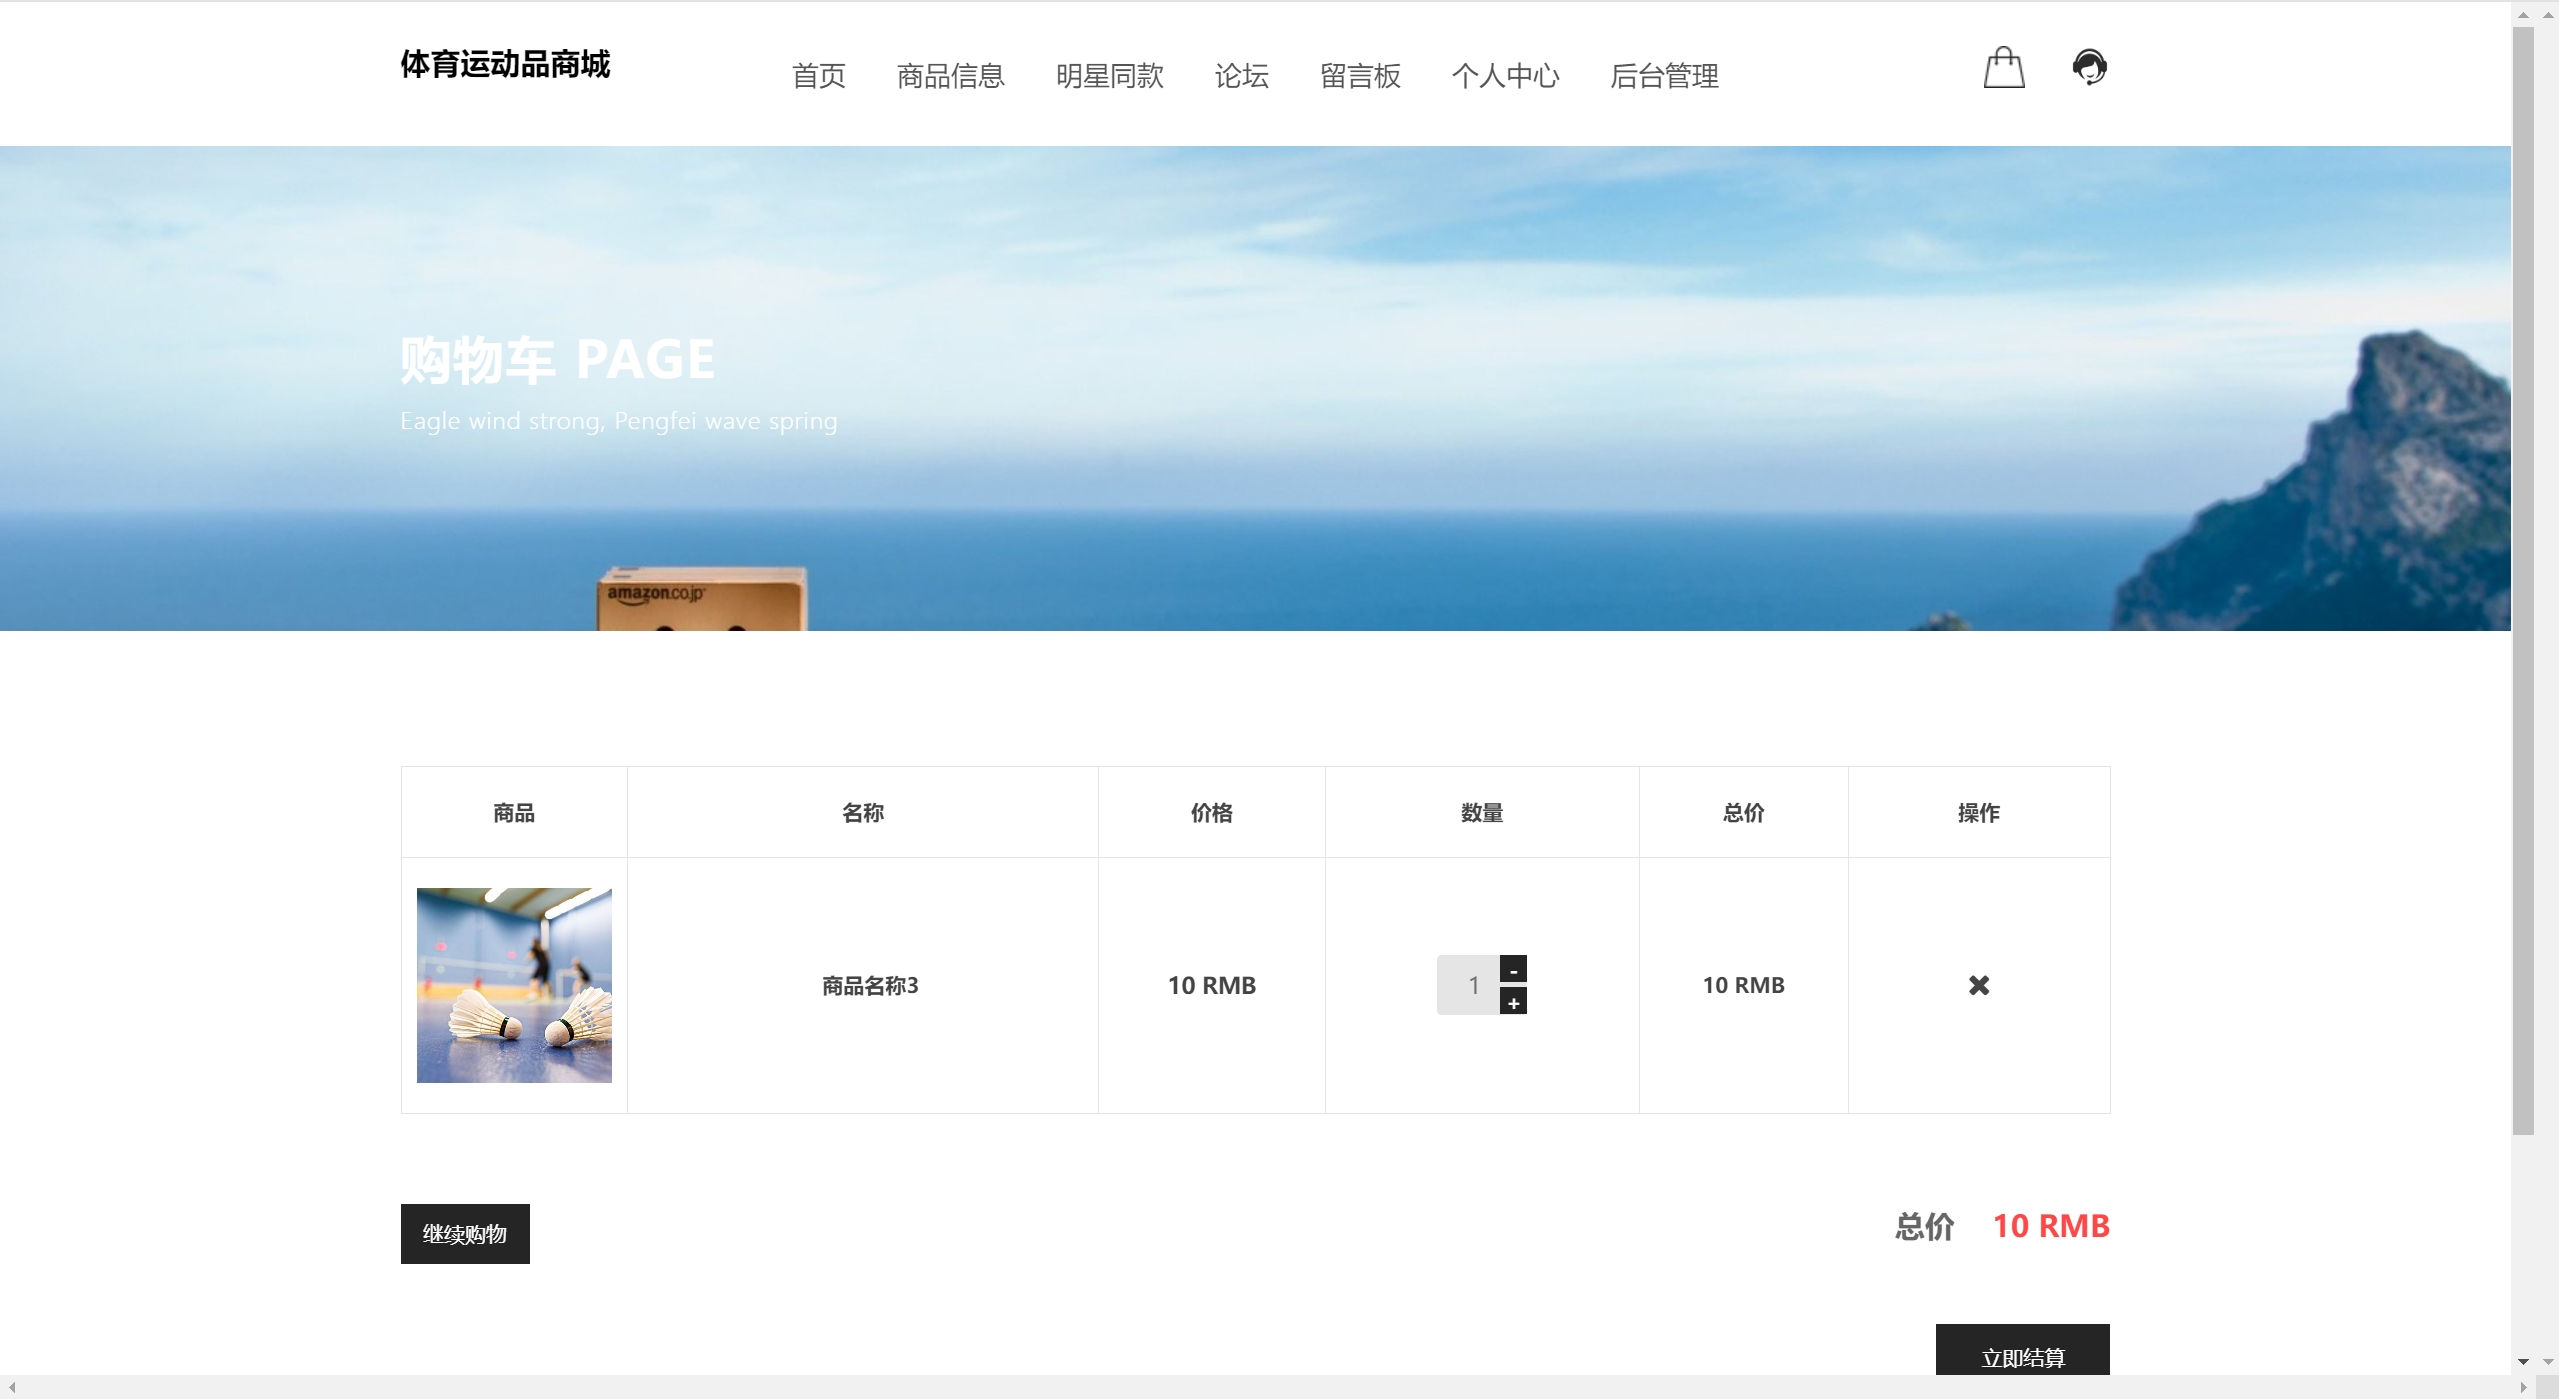 体育运动品商城
首页 商品信息 明星同款 论坛 留言板 个人中心 后台管理
购物车 PAGE
Eagle wind strong, Pengfei wave spring
amazon.co.jp
商品 名称 价格 数量 总价 操作
商品名称3 10 RMB 1 - + 10 RMB
继续购物
总价 10 RMB
立即结算